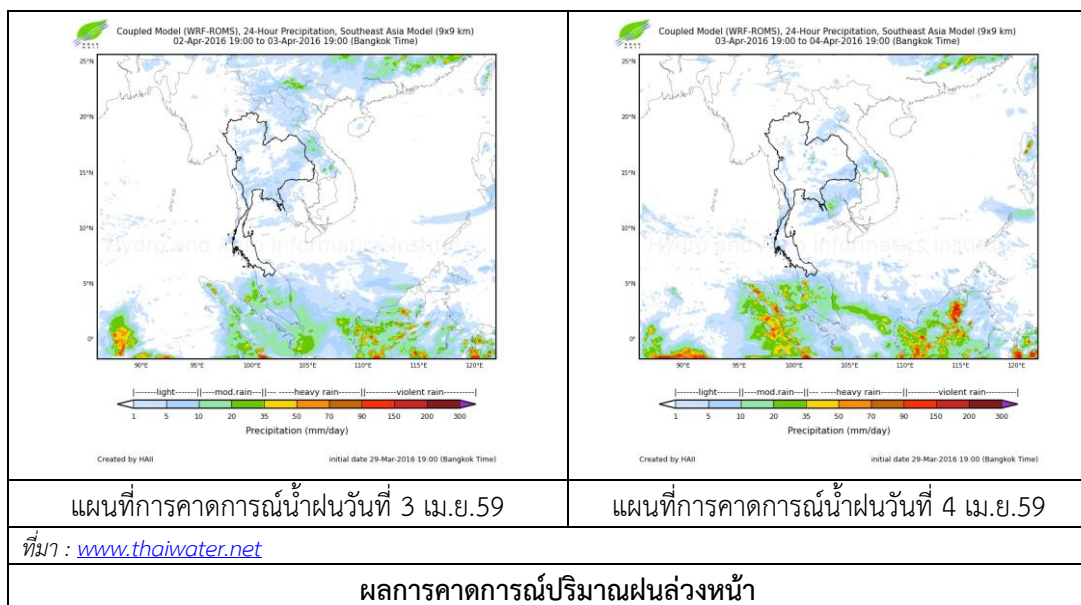 Coupled Model (WRF-ROMS), 24-Hour Precipitation, Southeast Asia Model (9x9 km)
02-Apr-2016 19:00 to 03-Apr-2016 19:00 (Bangkok Time)
25°N
20°N
15°N
10°N
5°N
0°
Hydro and Informatics Institute
90°E 95°E 100°E 105°E 110°E 115°E 120°E
|-------light-------||----mod.rain---||--- -----heavy rain--------||-----------violent rain----------|
1 5 10 20 35 50 70 90 150 200 300
Precipitation (mm/day)
Created by HAII initial date 29-Mar-2016 19:00 (Bangkok Time)
แผนที่การคาดการณ์น้ำฝนวันที่ 3 เม.ย.59
Coupled Model (WRF-ROMS), 24-Hour Precipitation, Southeast Asia Model (9x9 km)
03-Apr-2016 19:00 to 04-Apr-2016 19:00 (Bangkok Time)
25°N
20°N
15°N
10°N
5°N
0°
Hydro and Informatics Institute
90°E 95°E 100°E 105°E 110°E 115°E 120°E
|-------light-------||----mod.rain---||--- -----heavy rain--------||-----------violent rain----------|
1 5 10 20 35 50 70 90 150 200 300
Precipitation (mm/day)
Created by HAII initial date 29-Mar-2016 19:00 (Bangkok Time)
แผนที่การคาดการณ์น้ำฝนวันที่ 4 เม.ย.59
ที่มา : www.thaiwater.net
ผลการคาดการณ์ปริมาณฝนล่วงหน้า